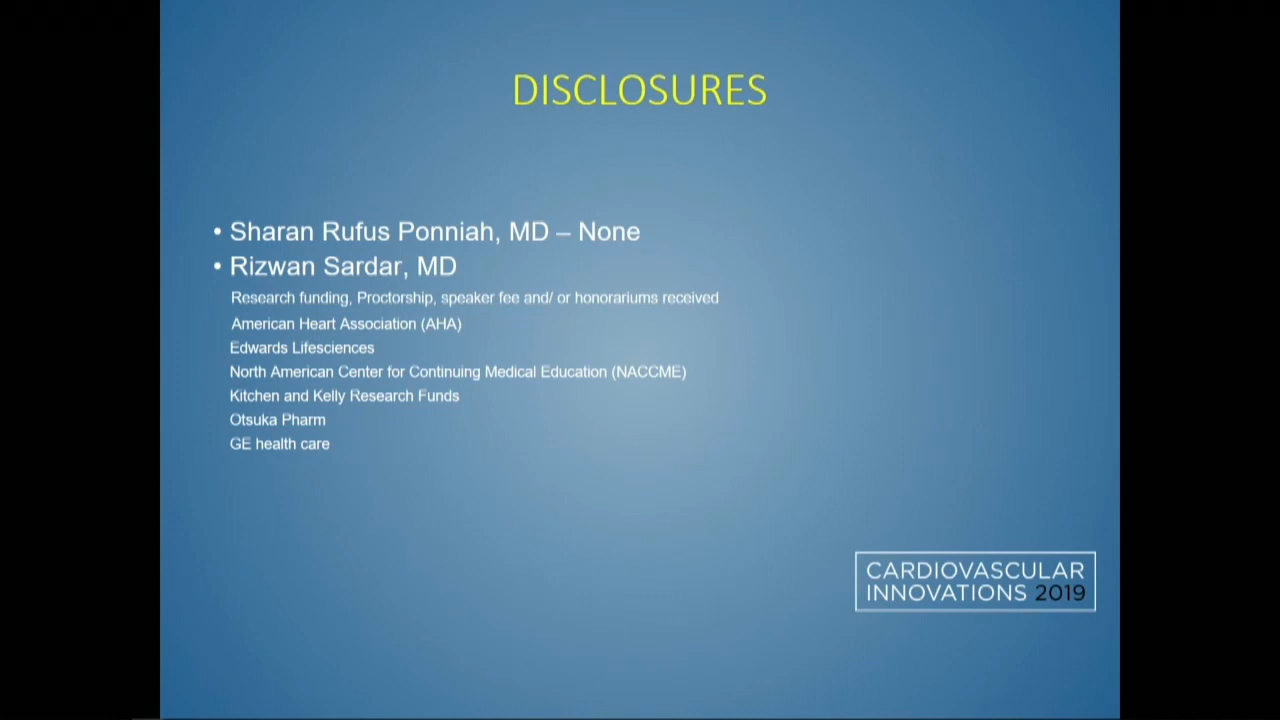 DISCLOSURES
• Sharan Rufus Ponniah, MD – None
• Rizwan Sardar, MD
Research funding, Proctorship, speaker fee and/ or honorariums received
American Heart Association (AHA)
Edwards Lifesciences
North American Center for Continuing Medical Education (NACCME)
Kitchen and Kelly Research Funds
Otsuka Pharm
GE health care
CARDIOVASCULAR
INNOVATIONS 2019